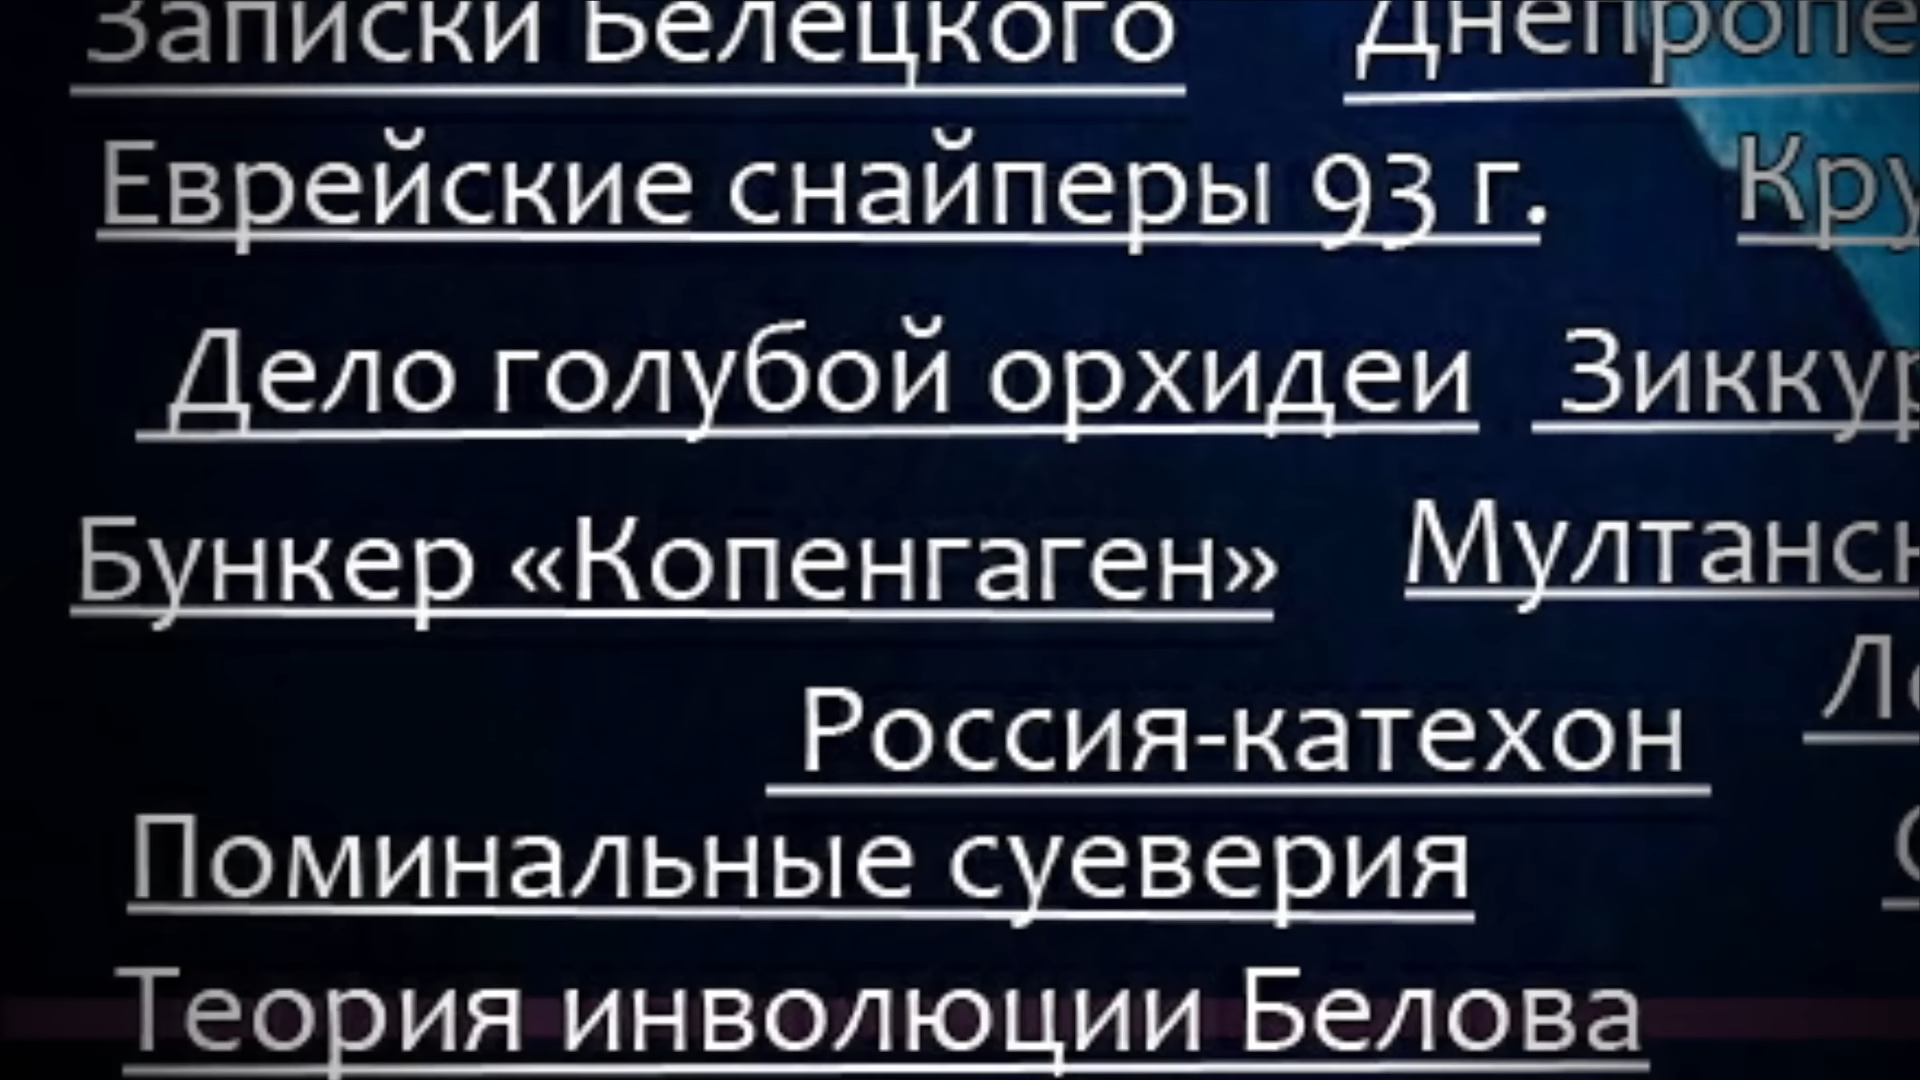 Записки Белецкого
Еврейские снайперы 93 г.
Дело голубой орхидеи
Бункер «Копенгаген»
Россия-катехон
Поминальные суеверия
Теория инволюции Белова